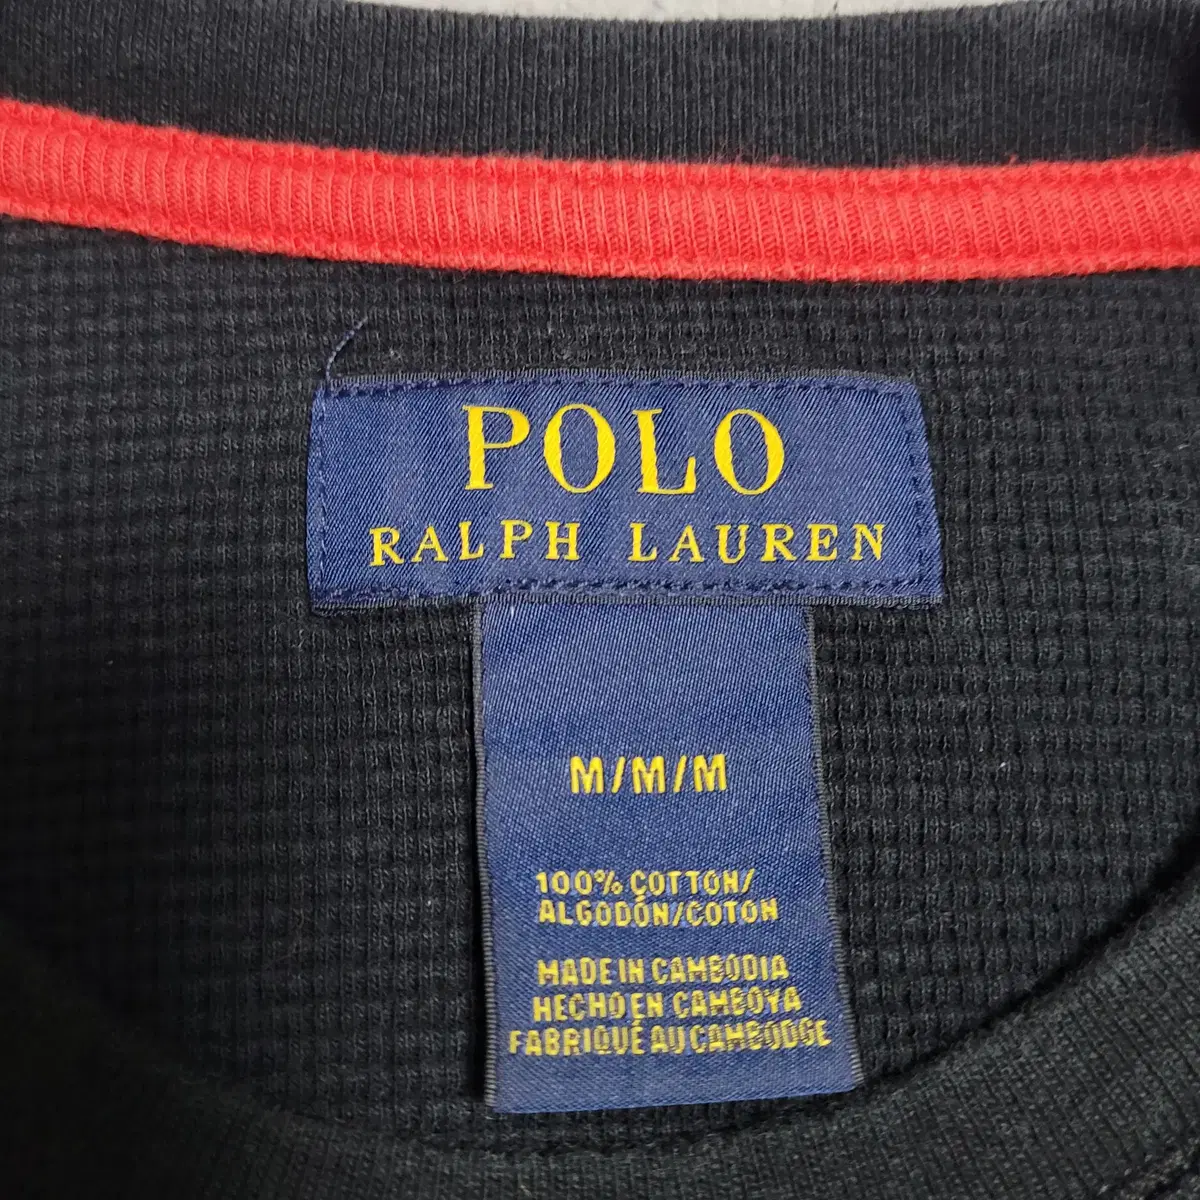 POLO
RALPH LAUREN
M/M/M
100% COTTON/
ALGODÓN/COTON
MADE IN CAMBODIA
HECHO EN CAMBOYA
FABRIQUÉ AU CAMBODGE